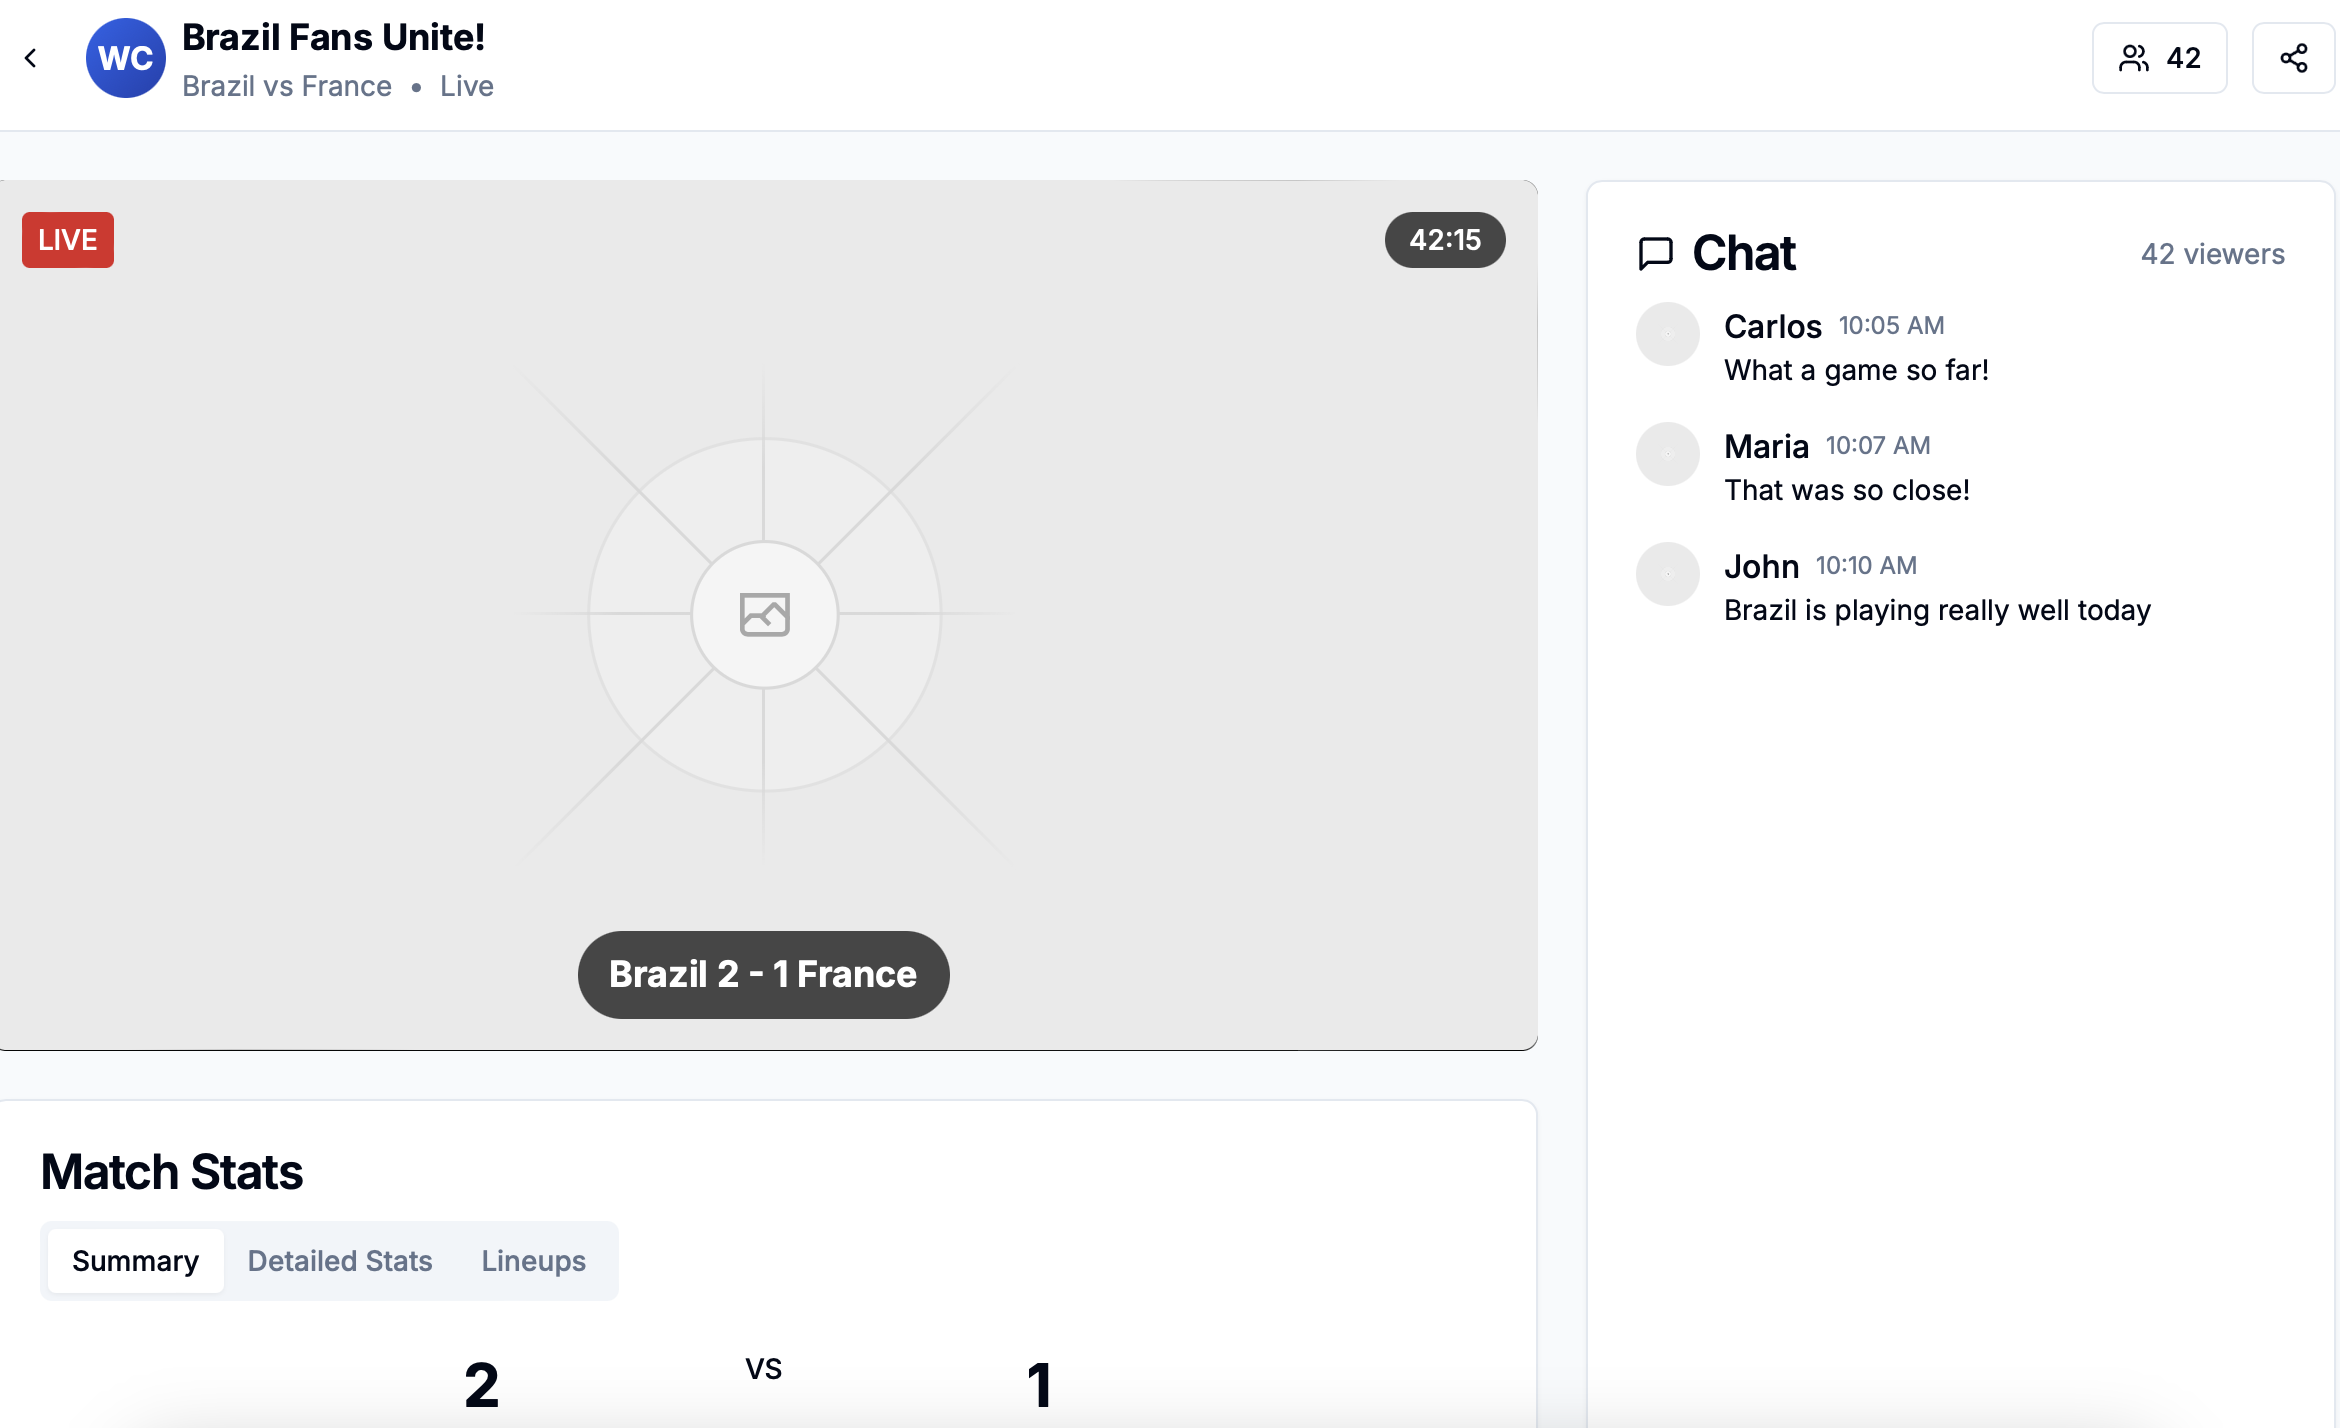 WC
Brazil Fans Unite!
Brazil vs France • Live
42
LIVE
42:15
Brazil 2 - 1 France
Match Stats
Summary Detailed Stats Lineups
2 VS 1
Chat
42 viewers
Carlos 10:05 AM
What a game so far!
Maria 10:07 AM
That was so close!
John 10:10 AM
Brazil is playing really well today